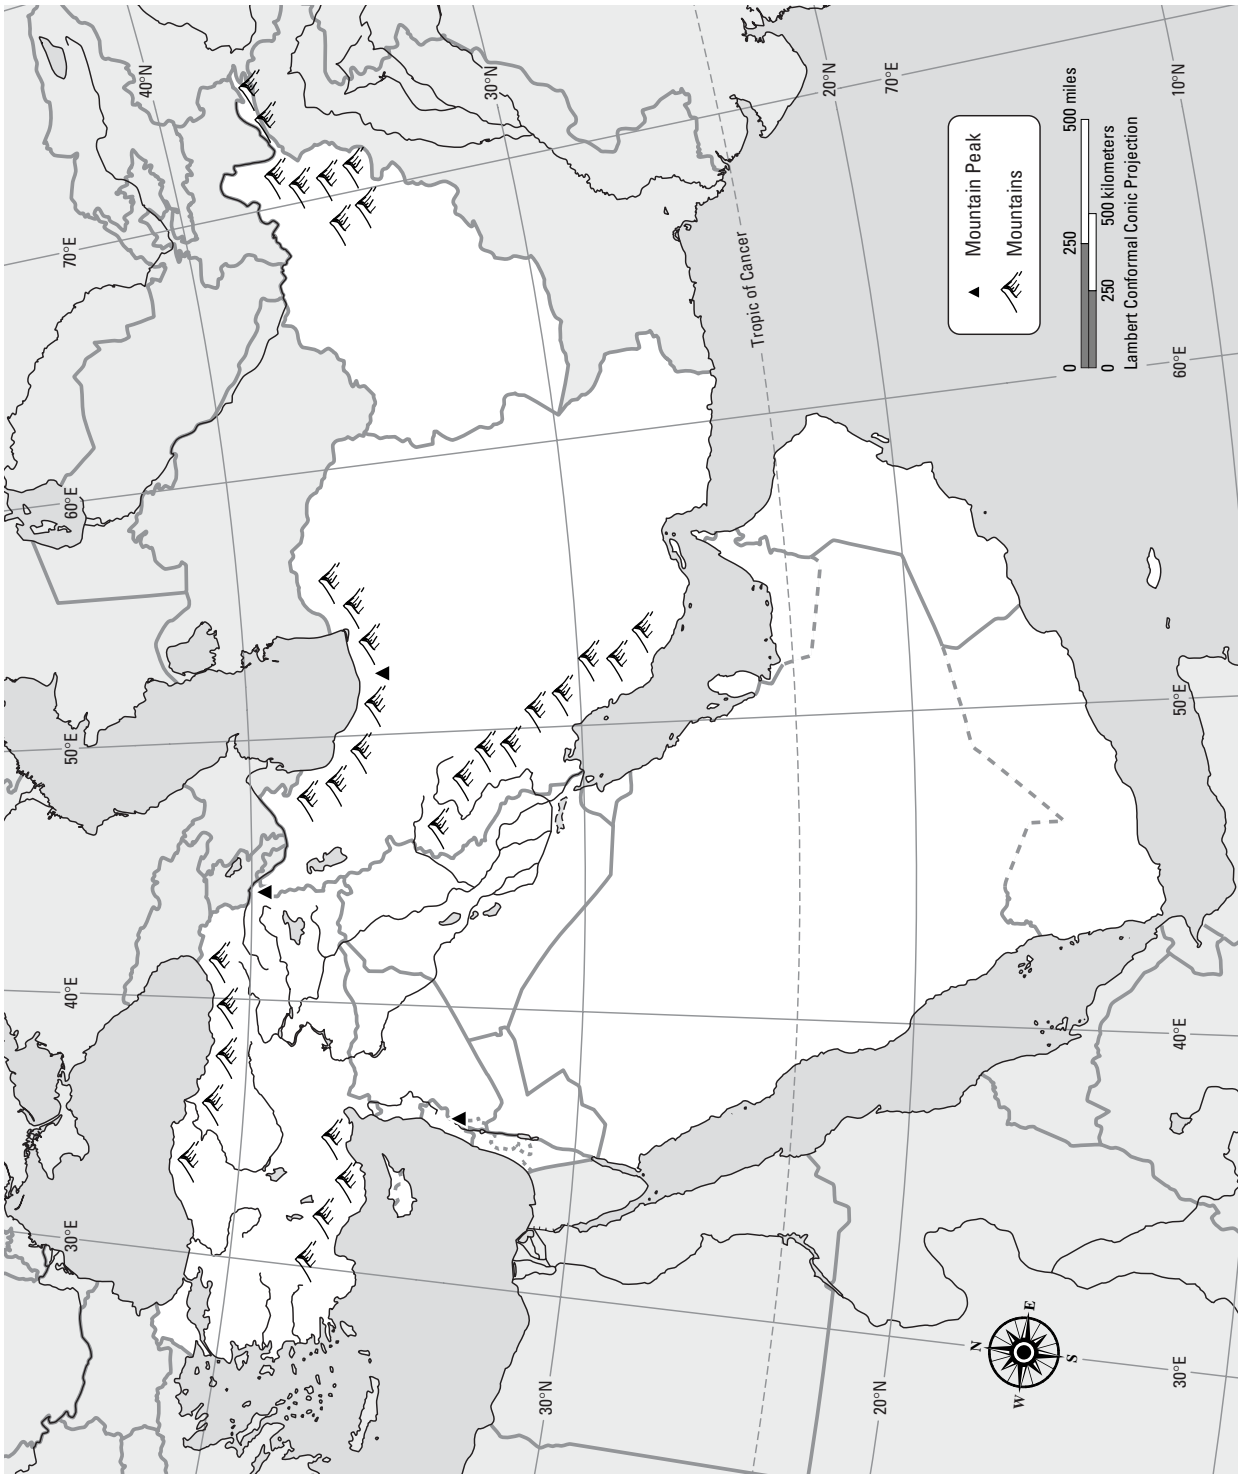 40°N
30°N
20°N
70°E
10°N
70°E
60°E
50°E
40°E
30°E
Tropic of Cancer
Mountain Peak
Mountains
0
250
500 miles
0
250
500 kilometers
Lambert Conformal Conic Projection
60°E
50°E
40°E
30°E
30°N
20°N
N
E
S
W